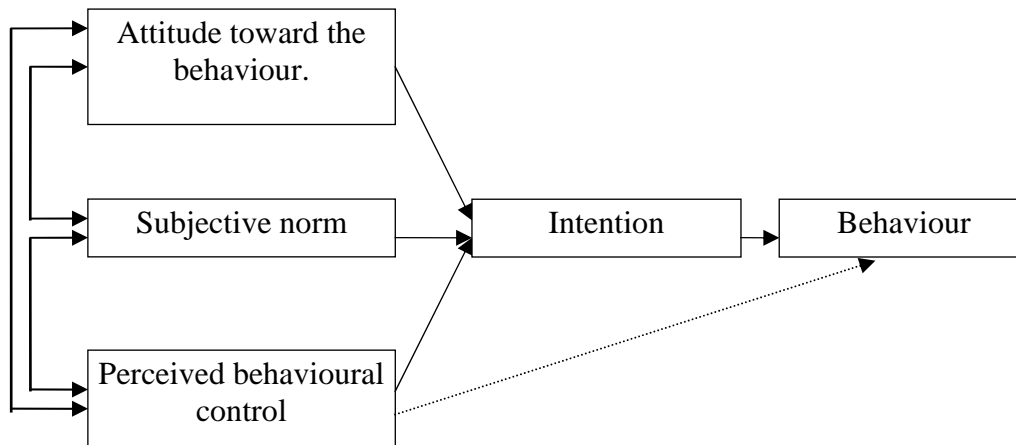 Attitude toward the
behaviour.
Subjective norm
Intention
Behaviour
Perceived behavioural
control